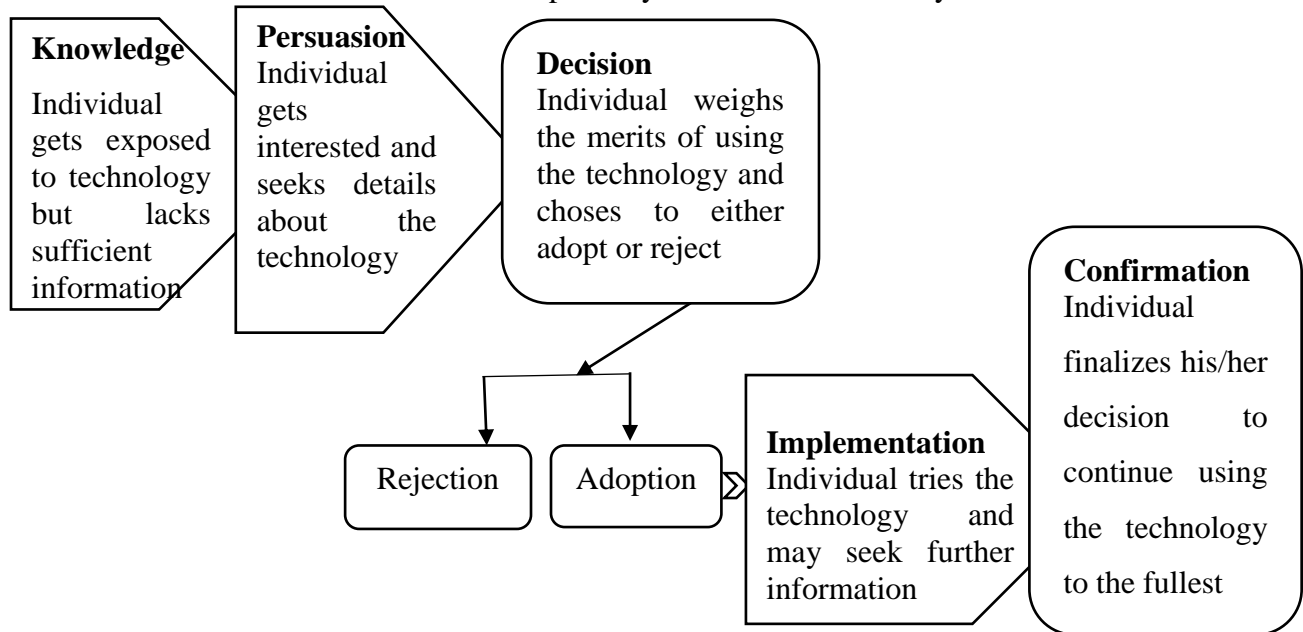 Knowledge
Individual
gets exposed
to technology
but lacks
sufficient
information
Persuasion
Individual
gets
interested and
seeks details
about the
technology
Decision
Individual weighs
the merits of using
the technology and
choses to either
adopt or reject
Rejection
Adoption
Implementation
Individual tries the
technology and
may seek further
information
Confirmation
Individual
finalizes his/her
decision to
continue using
the technology
to the fullest